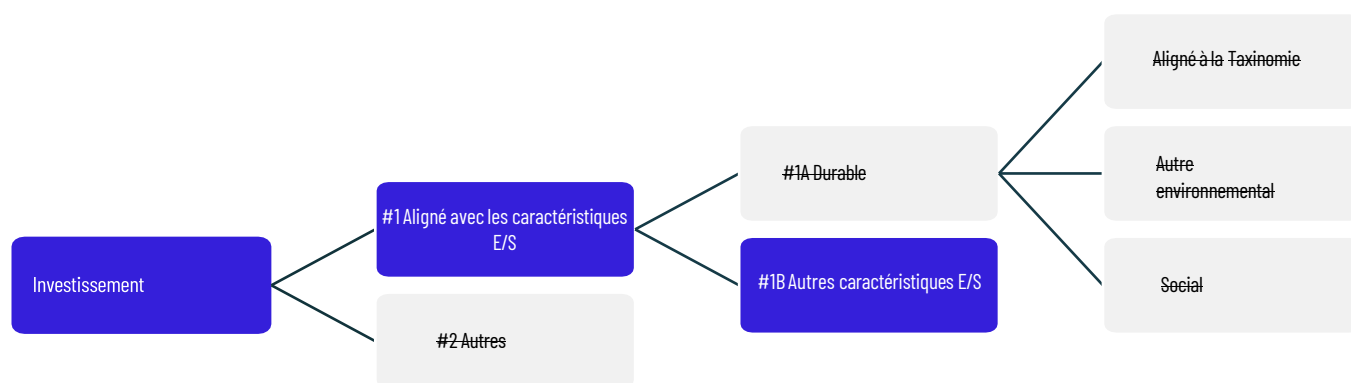 Investissement
#1 Aligné avec les caractéristiques
E/S
#2 Autres
#1A Durable
#1B Autres caractéristiques E/S
Aligné à la Taxinomie
Autre
environnemental
Social